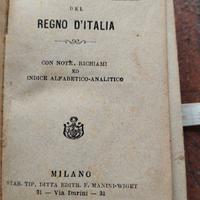 DEL
REGNO D'ITALIA
CON NOTE, RICHIAMI
ED
INDICE ALFABETICO-ANALITICO
MILANO
STAB. TIP. DITTA EDITR. F. MANINI-WIGET
31 — Via Durini — 31